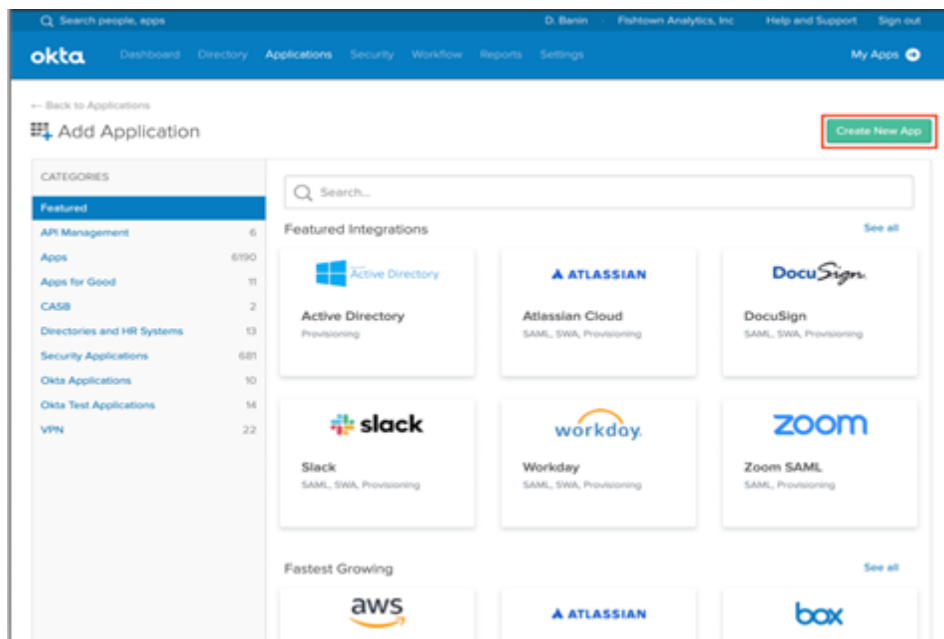 Search people, apps
D. Banin · Fishtown Analytics, Inc Help and Support Sign out
okta Dashboard Directory Applications Security Workflow Reports Settings My Apps
← Back to Applications
Add Application
Create New App
CATEGORIES
Featured
API Management 6
Apps 6190
Apps for Good 11
CASB 2
Directories and HR Systems 13
Security Applications 681
Okta Applications 10
Okta Test Applications 14
VPN 22
Search...
Featured Integrations See all
Active Directory
Active Directory
Provisioning
ATLASSIAN
Atlassian Cloud
SAML, SWA, Provisioning
DocuSign
DocuSign
SAML, SWA, Provisioning
slack
Slack
SAML, SWA, Provisioning
workday.
Workday
SAML, SWA, Provisioning
zoom
Zoom SAML
SAML, Provisioning
Fastest Growing See all
aws
ATLASSIAN
box